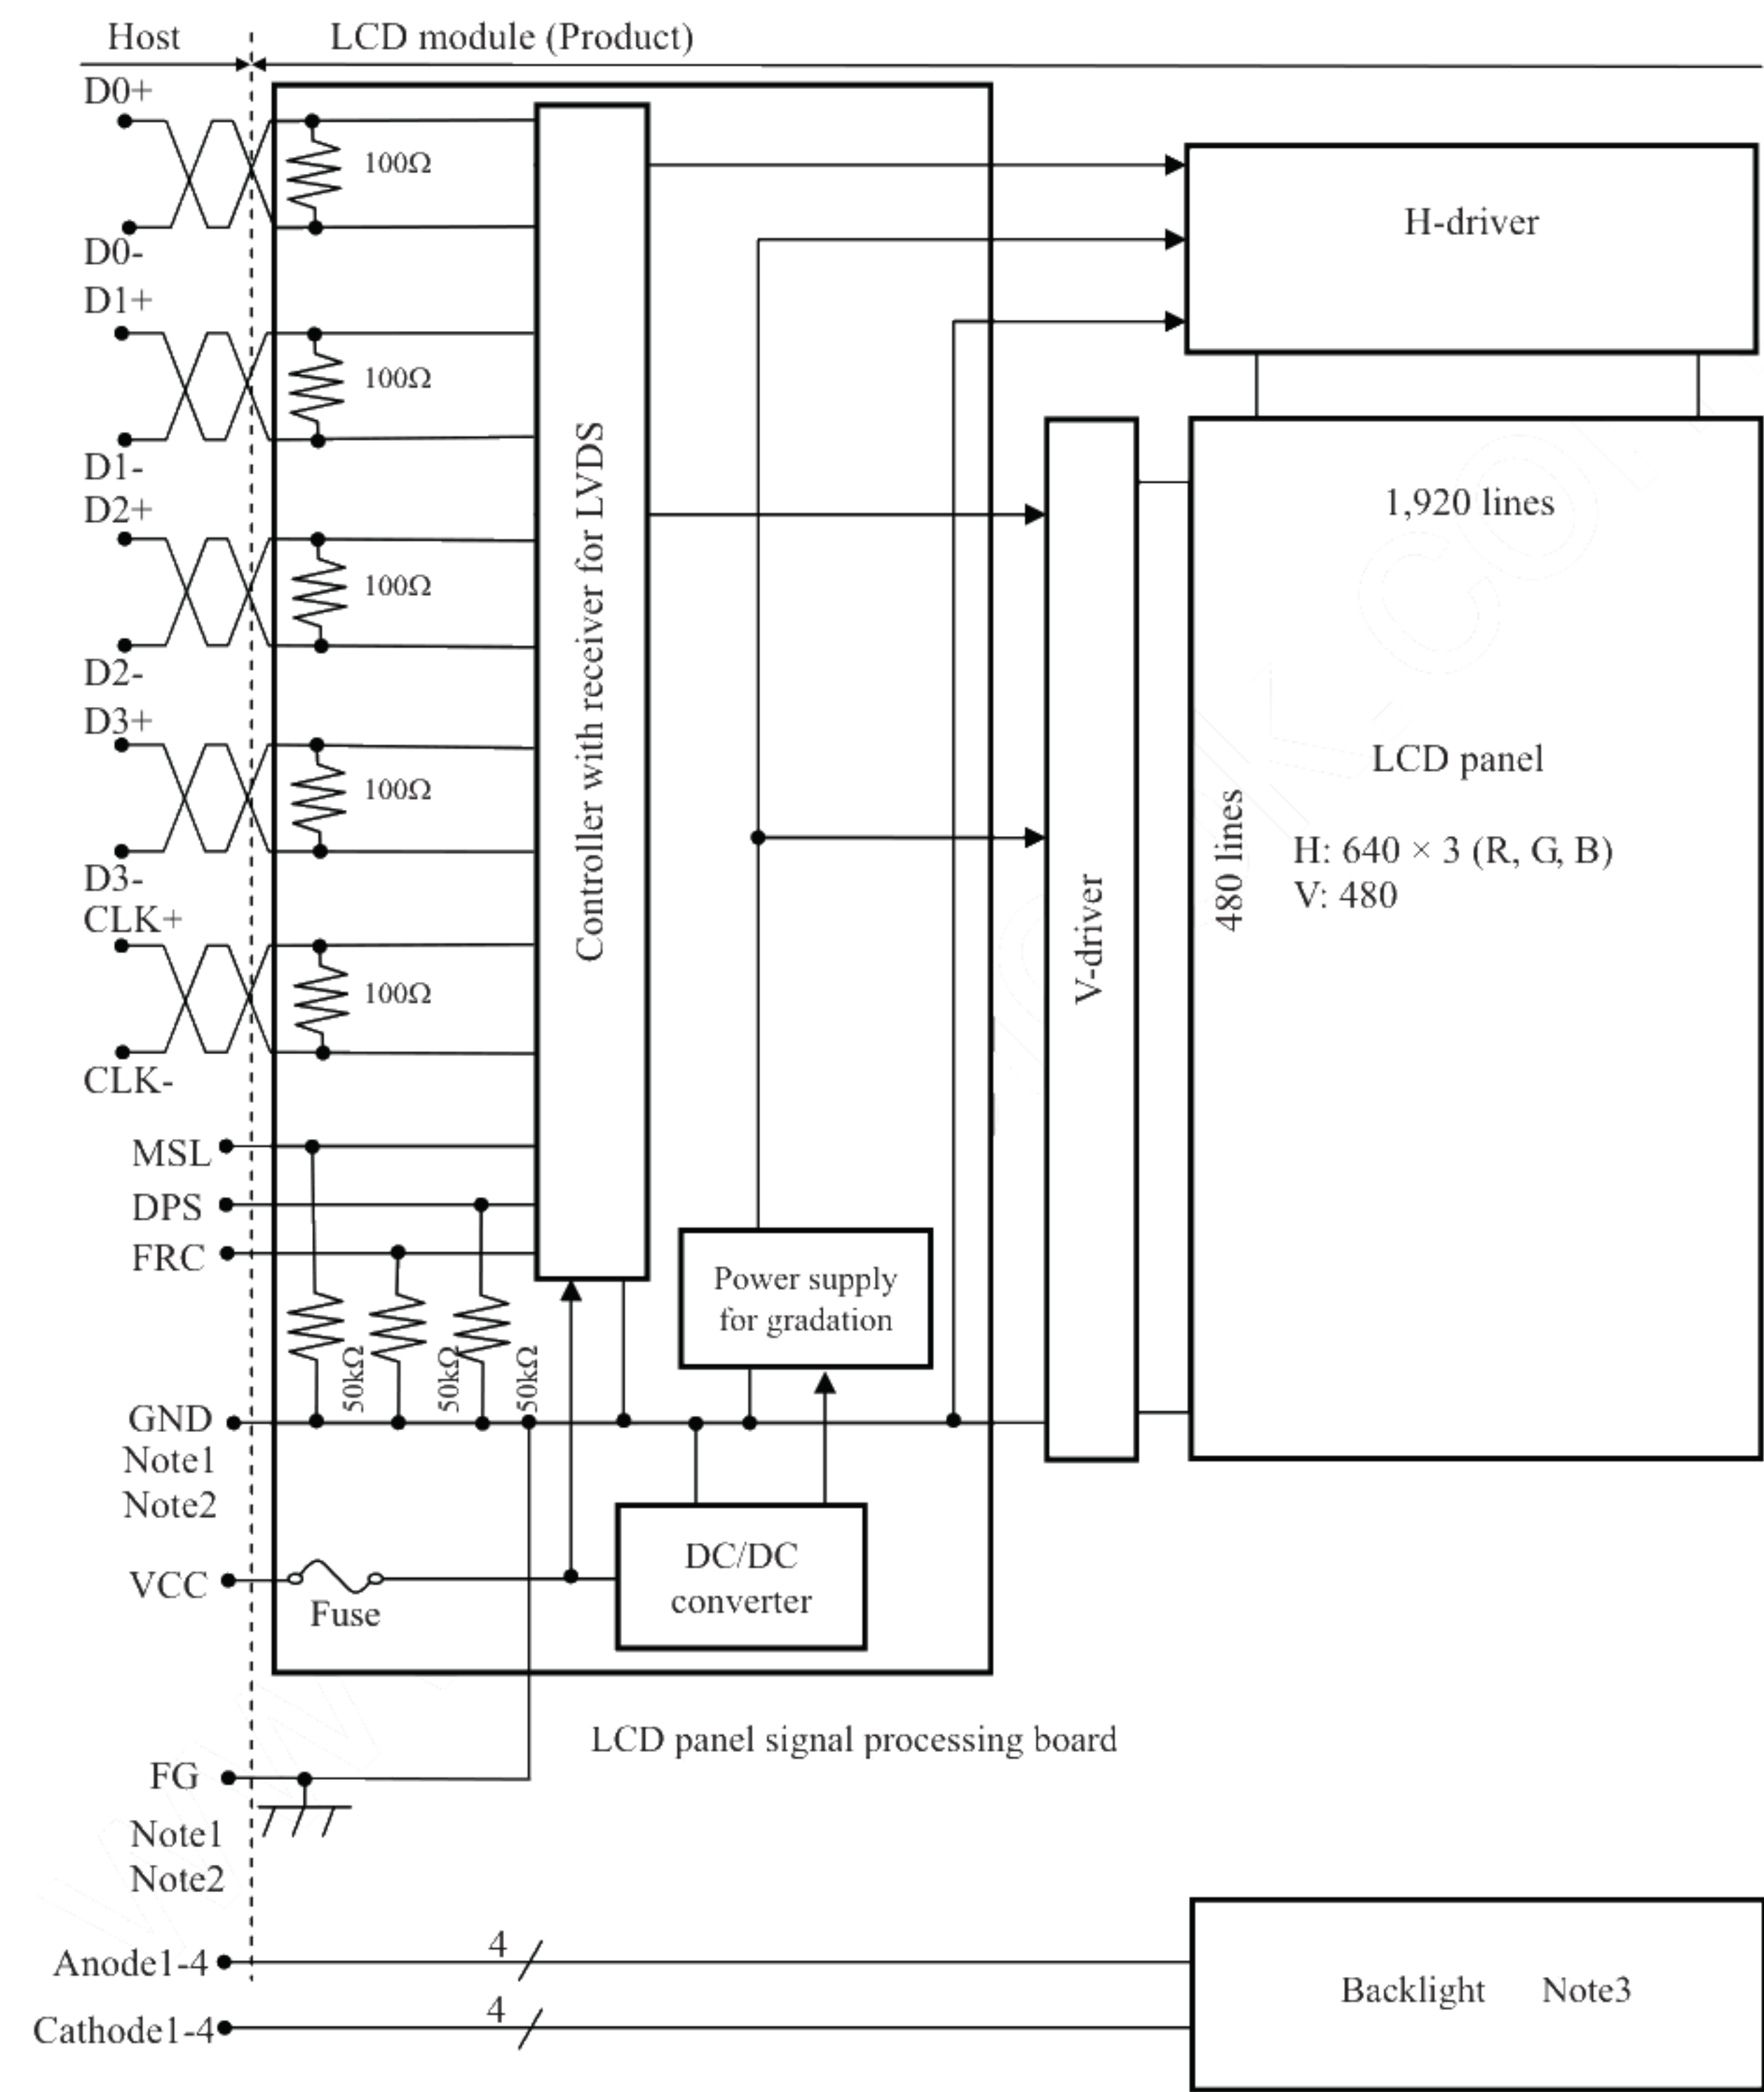 Host
LCD module (Product)
D0+
100Ω
D0-
H-driver
D1+
100Ω
D1-
D2+
100Ω
D2-
D3+
100Ω
D3-
CLK+
100Ω
CLK-
Controller with receiver for LVDS
V-driver
1,920 lines
480 lines
LCD panel
H: 640 × 3 (R, G, B)
V: 480
MSL
DPS
FRC
50kΩ
50kΩ
50kΩ
Power supply
for gradation
GND
Note1
Note2
VCC
Fuse
DC/DC
converter
LCD panel signal processing board
FG
Note1
Note2
Anode1-4
4
Cathode1-4
4
Backlight Note3